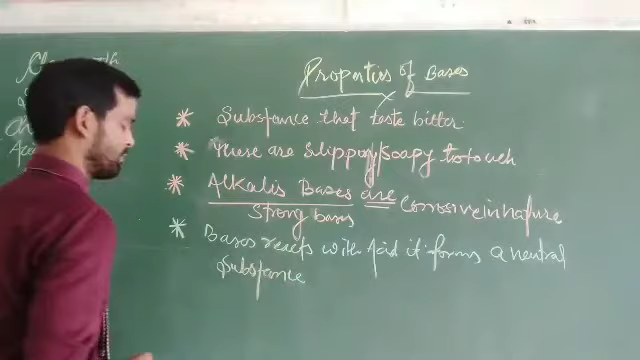 Properties of Bases
* Substance that taste bitter.
* These are slippery/soapy to touch
* Alkalis Bases are corrosive in nature
Strong bases
* Bases reacts with Acid it forms a neutral
Substance